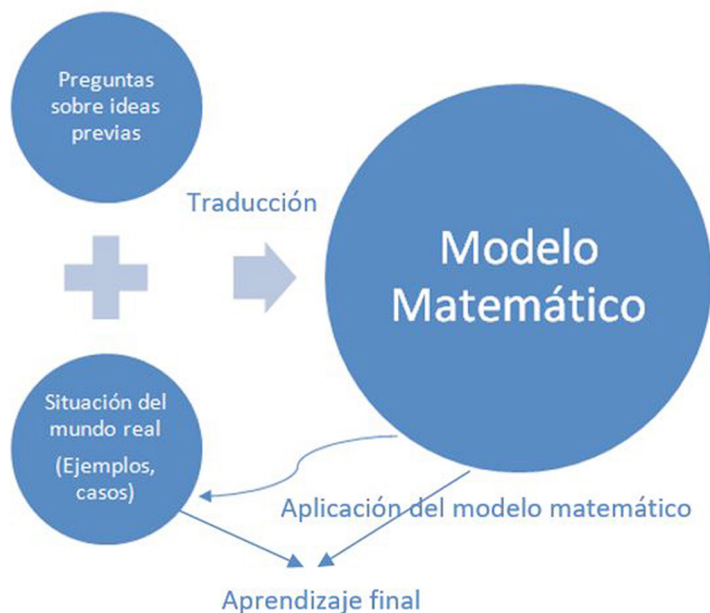 Preguntas
sobre ideas
previas
Traducción
Modelo
Matemático
Situación del
mundo real
(Ejemplos,
casos)
Aplicación del modelo matemático
Aprendizaje final